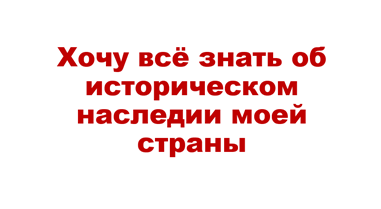 Хочу всё знать об
историческом
наследии моей
страны